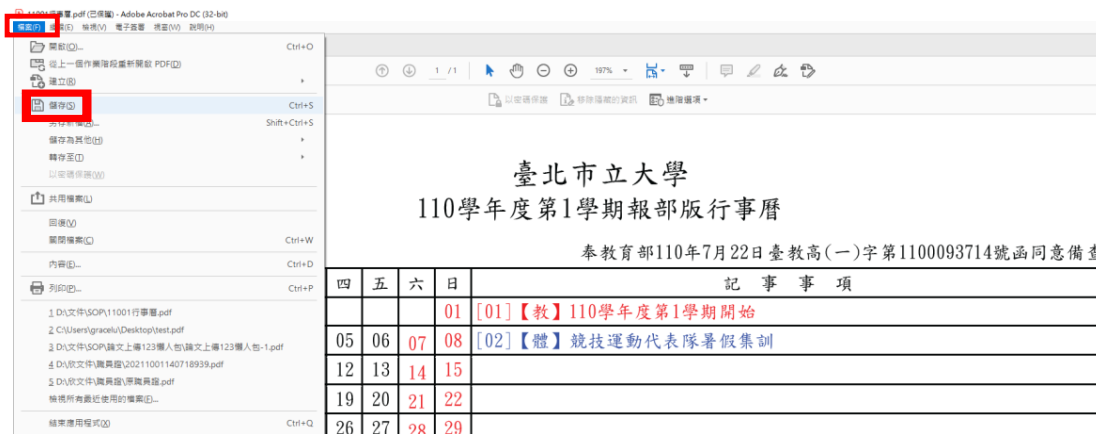 11001行事曆.pdf (已保護) - Adobe Acrobat Pro DC (32-bit)
檔案(F) 編輯(E) 檢視(V) 電子簽署 視窗(W) 說明(H)
開啟(O)... Ctrl+O
從上一個作業階段重新開啟 PDF(D)
建立(R)
儲存(S) Ctrl+S
另存新檔(A)... Shift+Ctrl+S
儲存為其他(H)
轉存至(T)
以密碼保護(W)
共用檔案(L)
回復(V)
關閉檔案(C) Ctrl+W
內容(E)... Ctrl+D
列印(P)... Ctrl+P
1 D:\文件\SOP\11001行事曆.pdf
2 C:\Users\gracelu\Desktop\test.pdf
3 D:\文件\SOP\論文上傳123懶人包\論文上傳123懶人包-1.pdf
4 D:\欣文件\職員證\20211001140718939.pdf
5 D:\欣文件\職員證\原職員證.pdf
檢視所有最近使用的檔案(F)...
結束應用程式(X) Ctrl+Q
1 / 1 197%
以密碼保護 移除隱藏的資訊 進階選項
臺北市立大學
110學年度第1學期報部版行事曆
奉教育部110年7月22日臺教高(一)字第1100093714號函同意備查
四 五 六 日 記 事 事 項
01 [01]【教】110學年度第1學期開始
05 06 07 08 [02]【體】競技運動代表隊暑假集訓
12 13 14 15
19 20 21 22
26 27 28 29